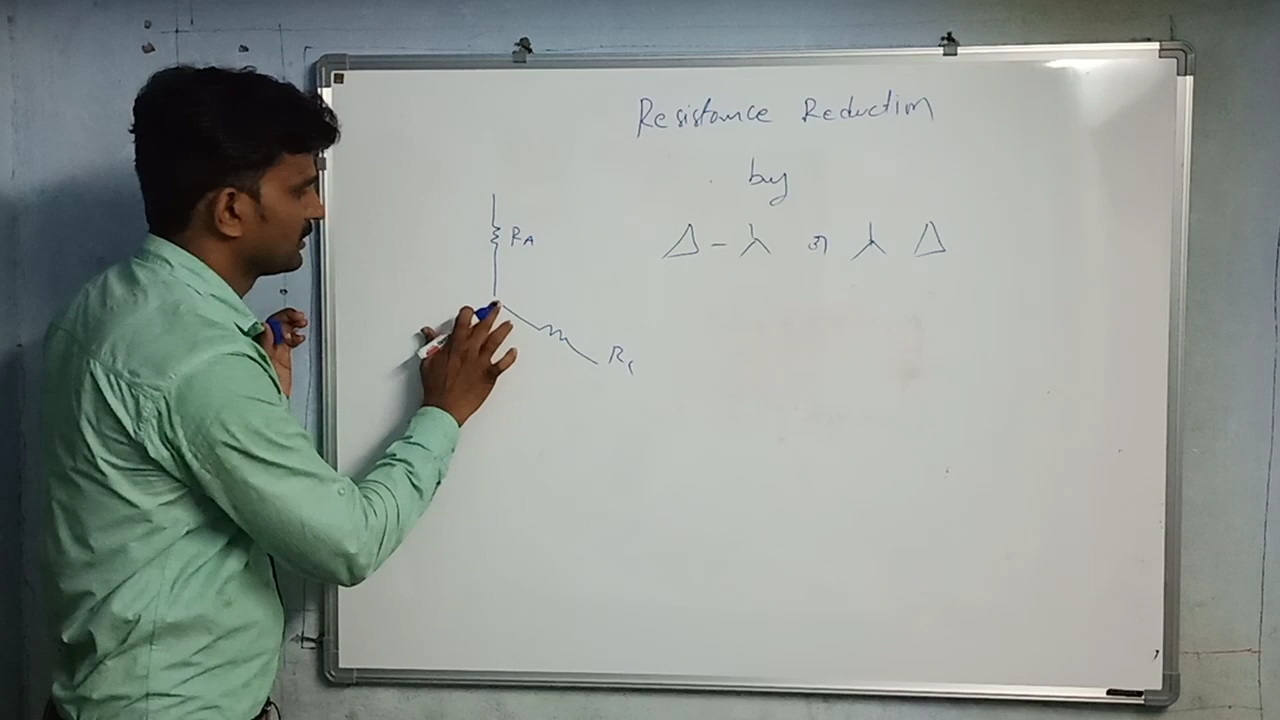 Resistance Reduction
by
Δ - ⅄ or ⅄ Δ
RA
Rc